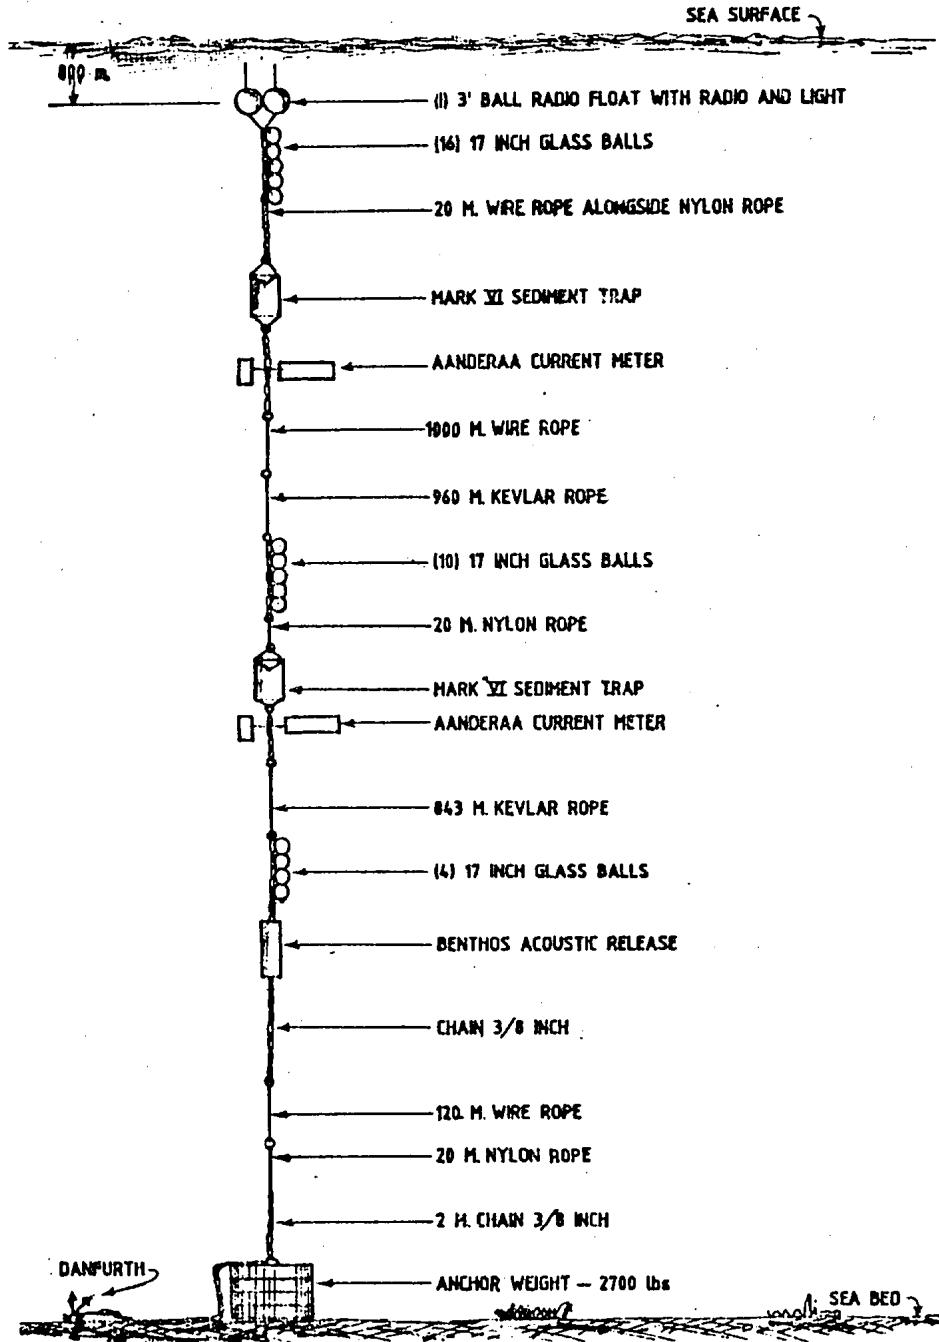 SEA SURFACE
800 m.
(1) 3' BALL RADIO FLOAT WITH RADIO AND LIGHT
(16) 17 INCH GLASS BALLS
20 M. WIRE ROPE ALONGSIDE NYLON ROPE
MARK VI SEDIMENT TRAP
AANDERAA CURRENT METER
1000 M. WIRE ROPE
960 M. KEVLAR ROPE
(10) 17 INCH GLASS BALLS
20 M. NYLON ROPE
MARK VI SEDIMENT TRAP
AANDERAA CURRENT METER
843 M. KEVLAR ROPE
(4) 17 INCH GLASS BALLS
BENTHOS ACOUSTIC RELEASE
CHAIN 3/8 INCH
120. M. WIRE ROPE
20 M. NYLON ROPE
2 M. CHAIN 3/8 INCH
DANFURTH
ANCHOR WEIGHT - 2700 lbs
SEA BED